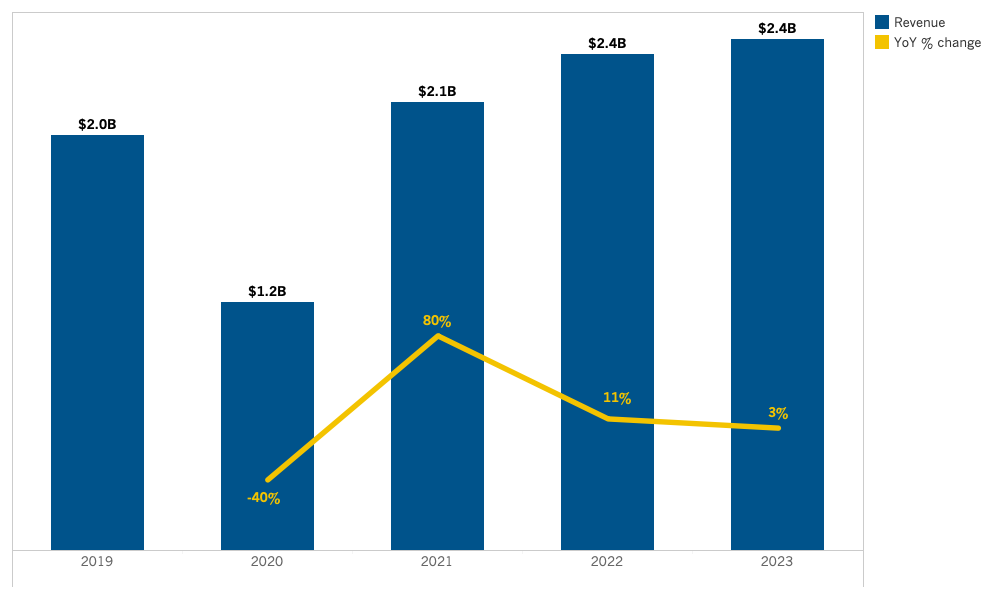 Revenue
YoY % change
$2.0B
$1.2B
$2.1B
$2.4B
$2.4B
-40%
80%
11%
3%
2019
2020
2021
2022
2023